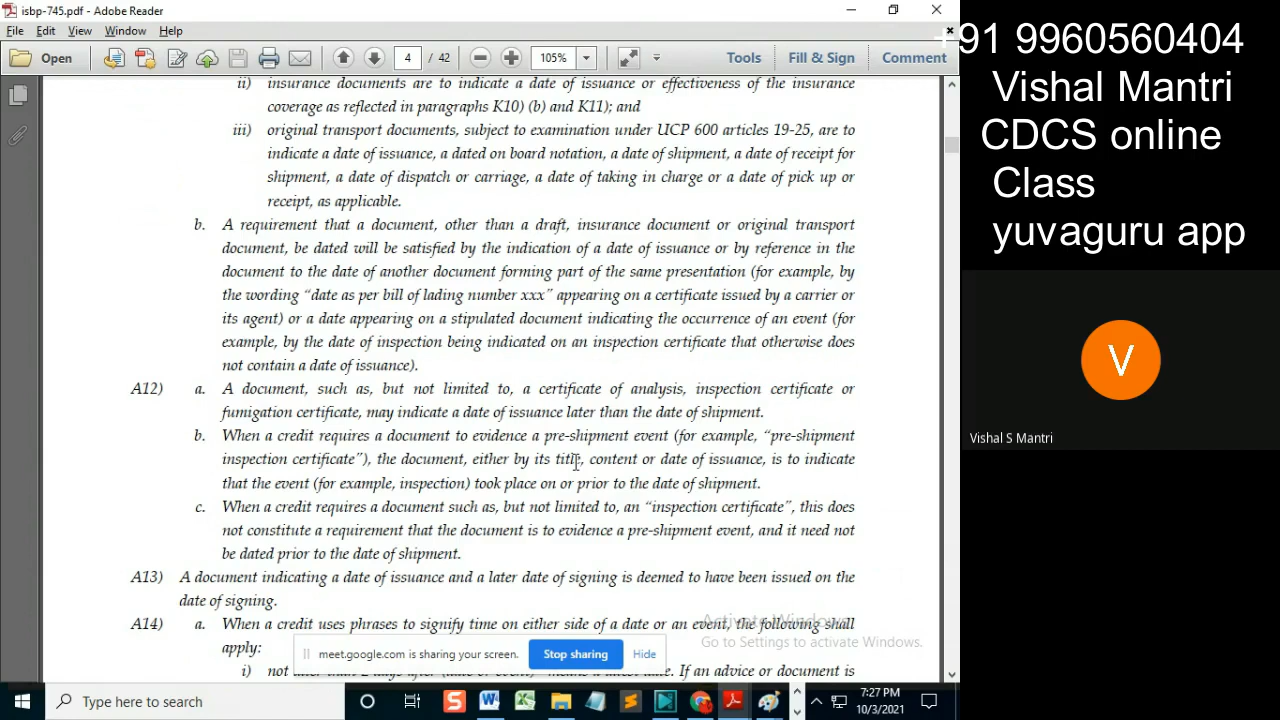 isbp-745.pdf - Adobe Reader
File Edit View Window Help
Open 4 / 42 105% Tools Fill & Sign Comment
ii) insurance documents are to indicate a date of issuance or effectiveness of the insurance
coverage as reflected in paragraphs K10) (b) and K11); and
iii) original transport documents, subject to examination under UCP 600 articles 19-25, are to
indicate a date of issuance, a dated on board notation, a date of shipment, a date of receipt for
shipment, a date of dispatch or carriage, a date of taking in charge or a date of pick up or
receipt, as applicable.
b. A requirement that a document, other than a draft, insurance document or original transport
document, be dated will be satisfied by the indication of a date of issuance or by reference in the
document to the date of another document forming part of the same presentation (for example, by
the wording “date as per bill of lading number xxx” appearing on a certificate issued by a carrier or
its agent) or a date appearing on a stipulated document indicating the occurrence of an event (for
example, by the date of inspection being indicated on an inspection certificate that otherwise does
not contain a date of issuance).
A12) a. A document, such as, but not limited to, a certificate of analysis, inspection certificate or
fumigation certificate, may indicate a date of issuance later than the date of shipment.
b. When a credit requires a document to evidence a pre-shipment event (for example, “pre-shipment
inspection certificate”), the document, either by its title, content or date of issuance, is to indicate
that the event (for example, inspection) took place on or prior to the date of shipment.
c. When a credit requires a document such as, but not limited to, an “inspection certificate”, this does
not constitute a requirement that the document is to evidence a pre-shipment event, and it need not
be dated prior to the date of shipment.
A13) A document indicating a date of issuance and a later date of signing is deemed to have been issued on the
date of signing.
A14) a. When a credit uses phrases to signify time on either side of a date or an event, the following shall
apply:
i) not later than 2 days after (date or event)” means a latest date. If an advice or document is
Activate Windows
Go to Settings to activate Windows.
meet.google.com is sharing your screen. Stop sharing Hide
Type here to search
7:27 PM
10/3/2021
+91 9960560404
Vishal Mantri
CDCS online
Class
yuvaguru app
V
Vishal S Mantri